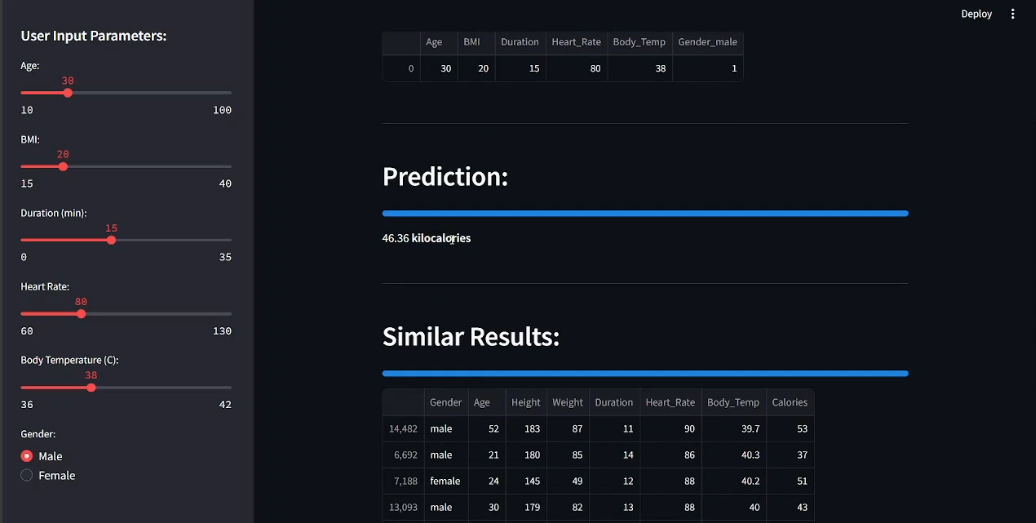 Deploy
User Input Parameters:
Age:
30
10 100
BMI:
20
15 40
Duration (min):
15
0 35
Heart Rate:
80
60 130
Body Temperature (C):
38
36 42
Gender:
Male
Female
Age BMI Duration Heart_Rate Body_Temp Gender_male
0 30 20 15 80 38 1
Prediction:
46.36 kilocalories
Similar Results:
Gender Age Height Weight Duration Heart_Rate Body_Temp Calories
14,482 male 52 183 87 11 90 39.7 53
6,692 male 21 180 85 14 86 40.3 37
7,188 female 24 145 49 12 88 40.2 51
13,093 male 30 179 82 13 88 40 43